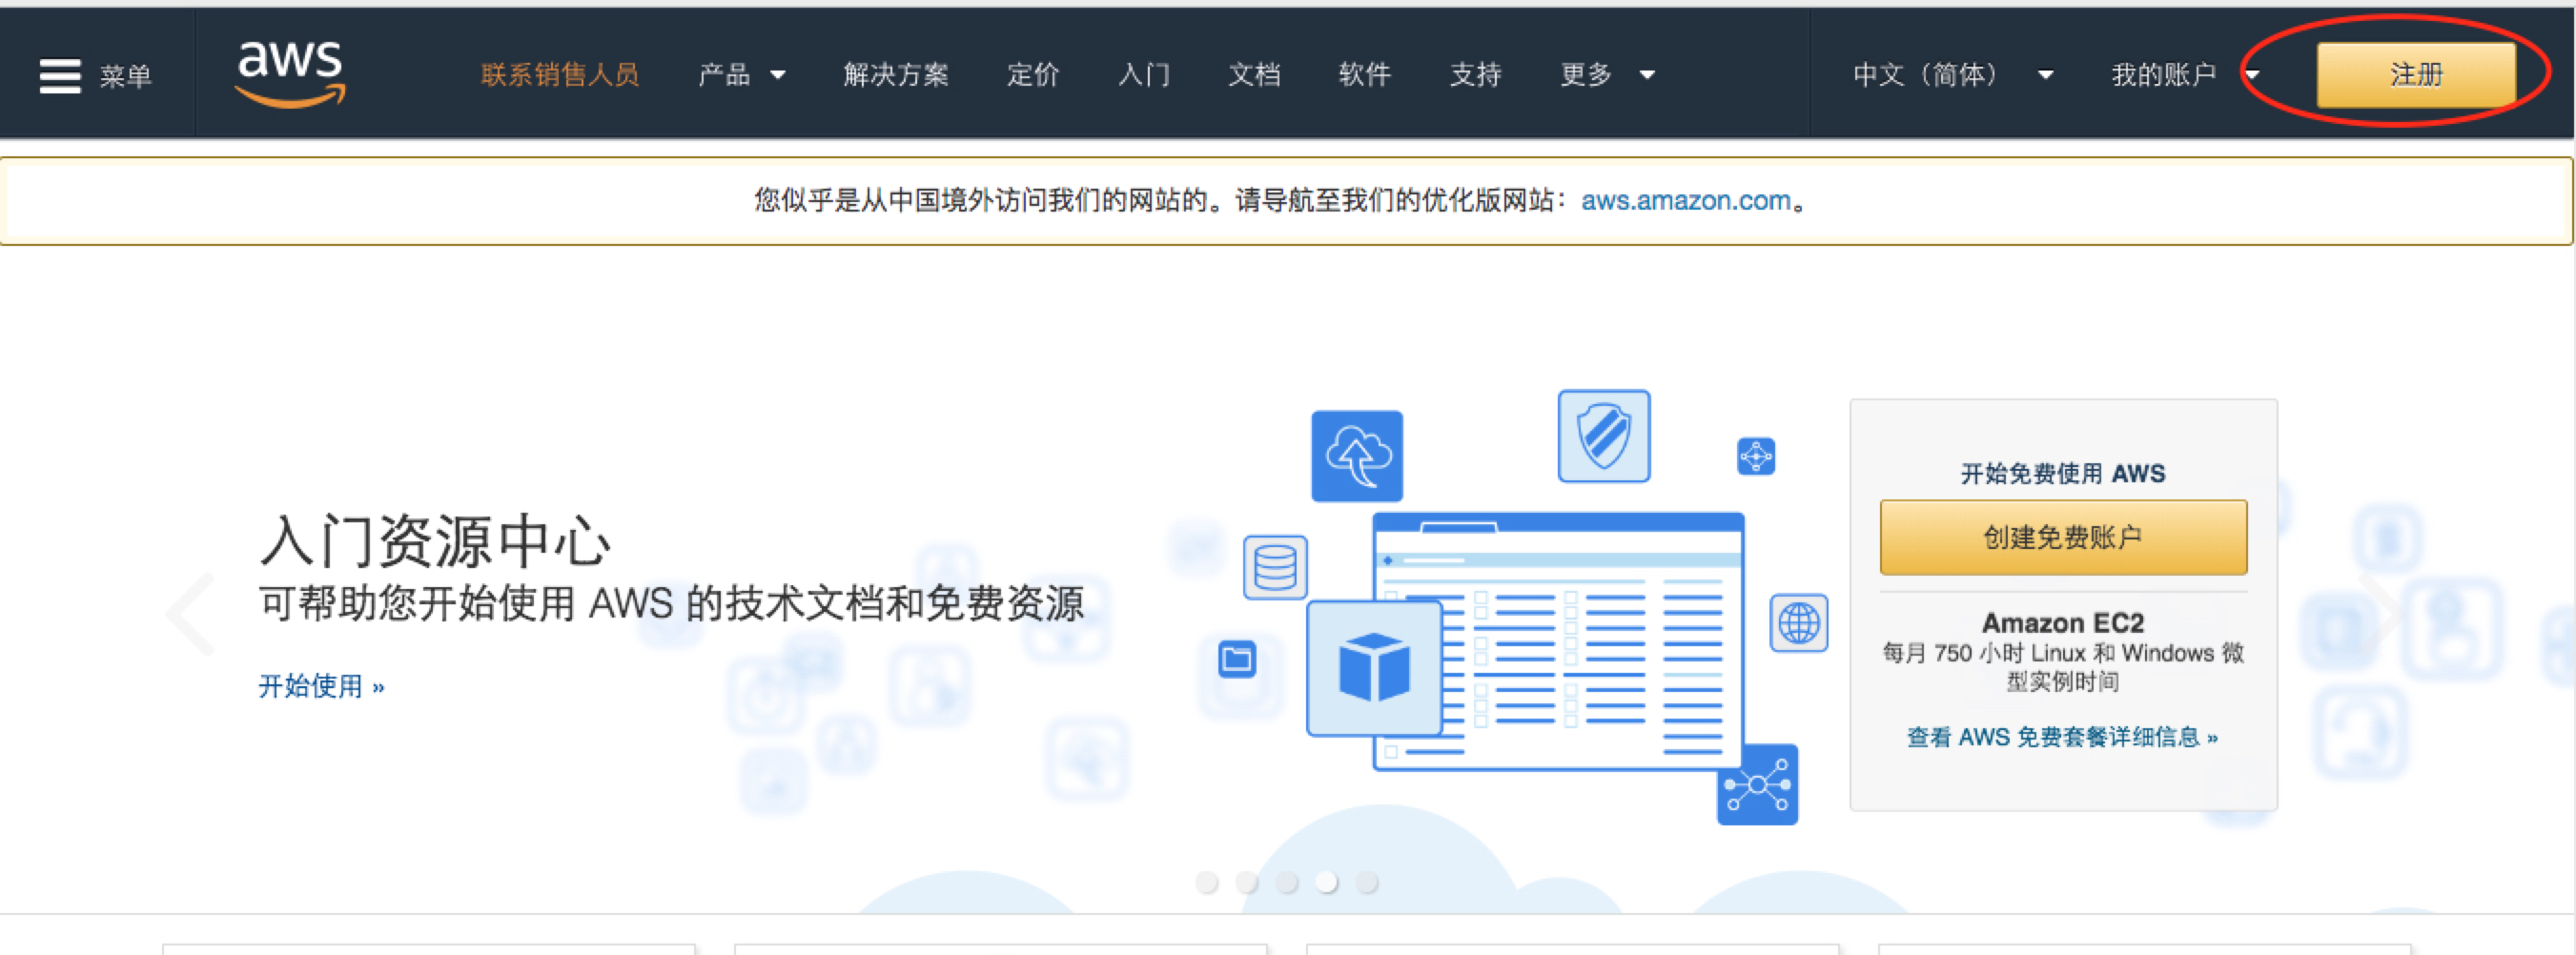 菜单
aws
联系销售人员 产品 解决方案 定价 入门 文档 软件 支持 更多 中文（简体） 我的账户 注册
您似乎是从中国境外访问我们的网站的。请导航至我们的优化版网站：aws.amazon.com。
入门资源中心
可帮助您开始使用 AWS 的技术文档和免费资源
开始使用 »
开始免费使用 AWS
创建免费账户
Amazon EC2
每月 750 小时 Linux 和 Windows 微
型实例时间
查看 AWS 免费套餐详细信息 »